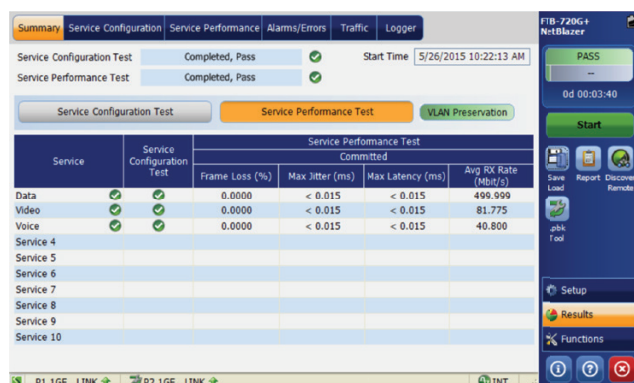 Summary Service Configuration Service Performance Alarms/Errors Traffic Logger
Service Configuration Test Completed, Pass Start Time 5/26/2015 10:22:13 AM
Service Performance Test Completed, Pass
Service Configuration Test Service Performance Test VLAN Preservation
Service Performance Test
Committed
Service Service Configuration Test Frame Loss (%) Max Jitter (ms) Max Latency (ms) Avg RX Rate (Mbit/s)
Data 0.0000 < 0.015 < 0.015 499.999
Video 0.0000 < 0.015 < 0.015 81.775
Voice 0.0000 < 0.015 < 0.015 40.800
Service 4
Service 5
Service 6
Service 7
Service 8
Service 9
Service 10
P1 1GE LINK P2 1GE LINK INT
FTB-720G+
NetBlazer
PASS
--
0d 00:03:40
Start
Save Load Report Discover Remote
.pbk Tool
Setup
Results
Functions